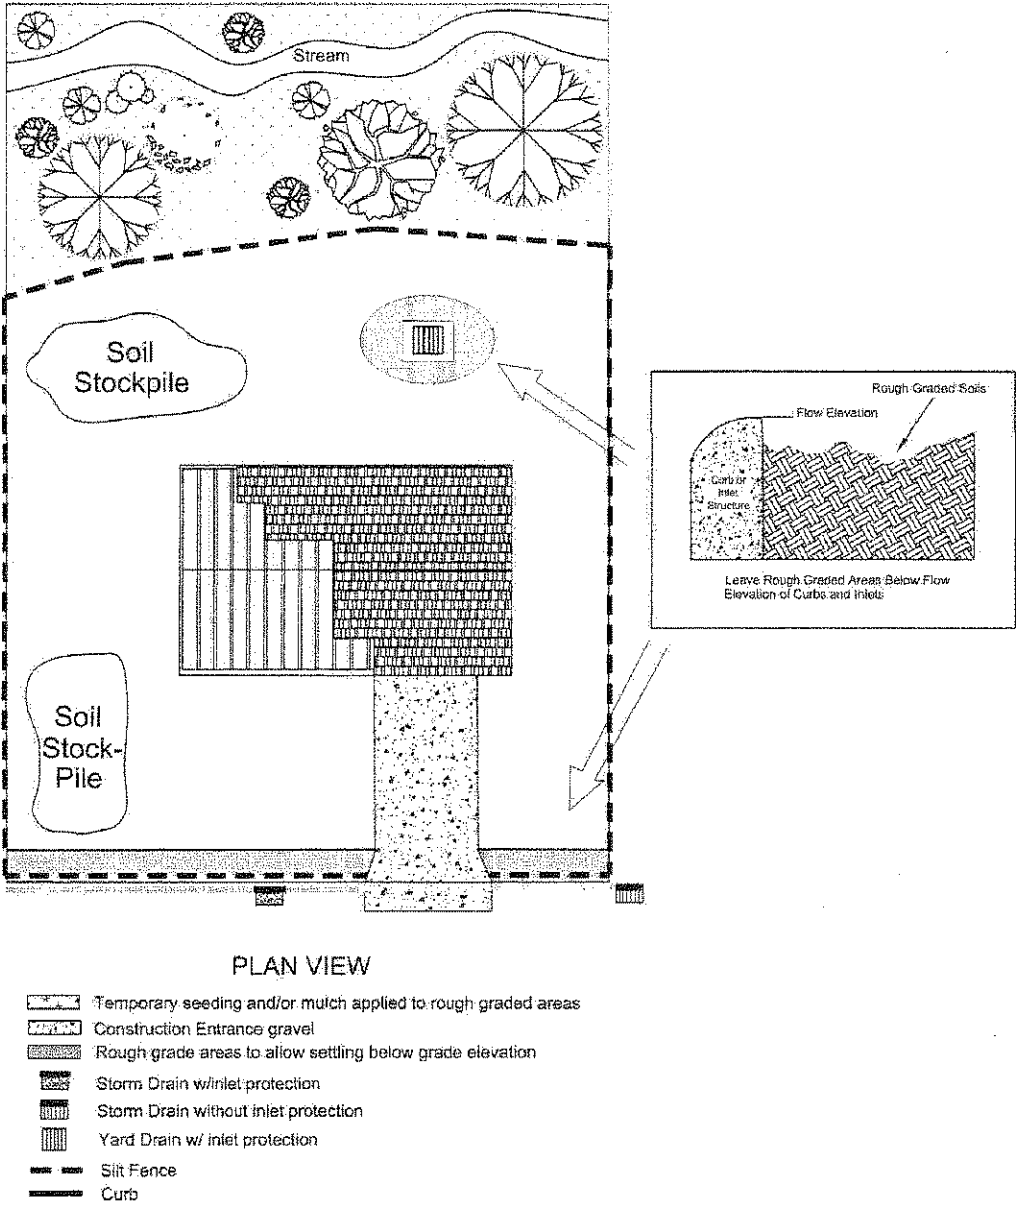 Stream
Soil
Stockpile
Rough Graded Soils
Flow Elevation
Curb or
Inlet
Structure
Leave Rough Graded Areas Below Flow
Elevation of Curbs and Inlets
Soil
Stock-
Pile
PLAN VIEW
Temporary seeding and/or mulch applied to rough graded areas
Construction Entrance gravel
Rough grade areas to allow settling below grade elevation
Storm Drain w/inlet protection
Storm Drain without inlet protection
Yard Drain w/ inlet protection
Silt Fence
Curb